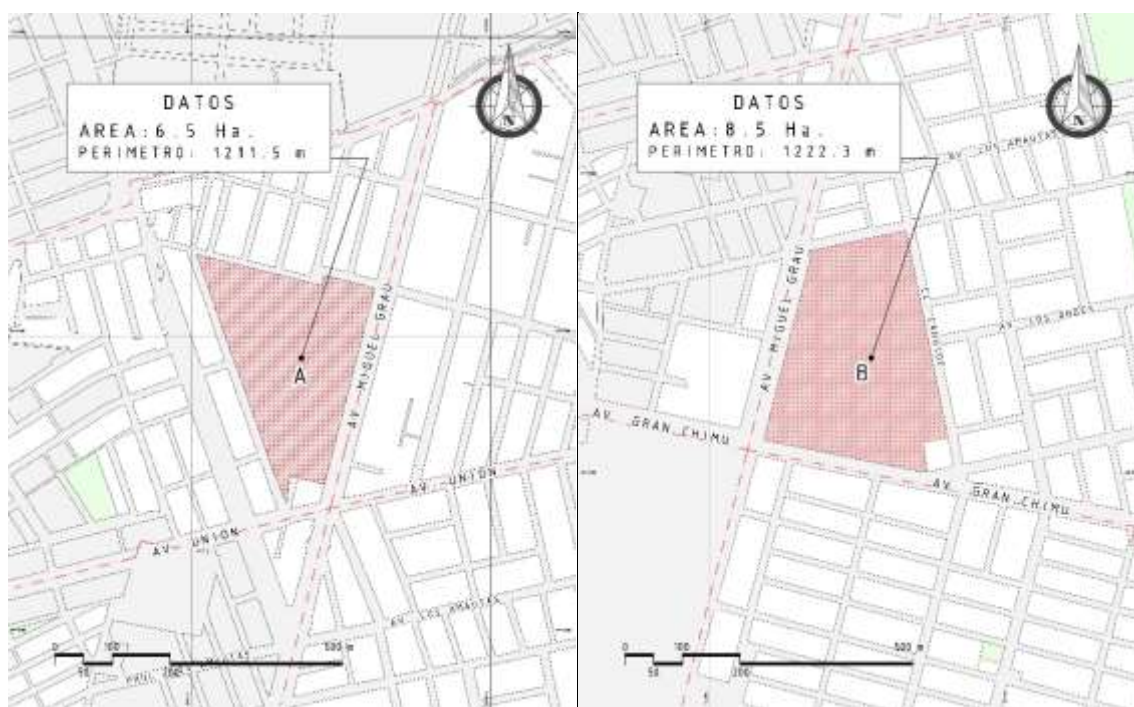 DATOS
AREA:6.5 Ha.
PERIMETRO: 1211.5 m
N
A
AV. MIGUEL GRAU
AV. UNION
AV. UNION
AV. LOS AMAUTAS
0 100 500 m
50 200
DATOS
AREA:8.5 Ha.
PERIMETRO: 1222.3 m
N
AV. LOS AMAUTAS
AV. MIGUEL GRAU
AV. LOS ANDES
B
AV. GRAN CHIMU
AV. GRAN CHIMU
0 100 500 m
50 200